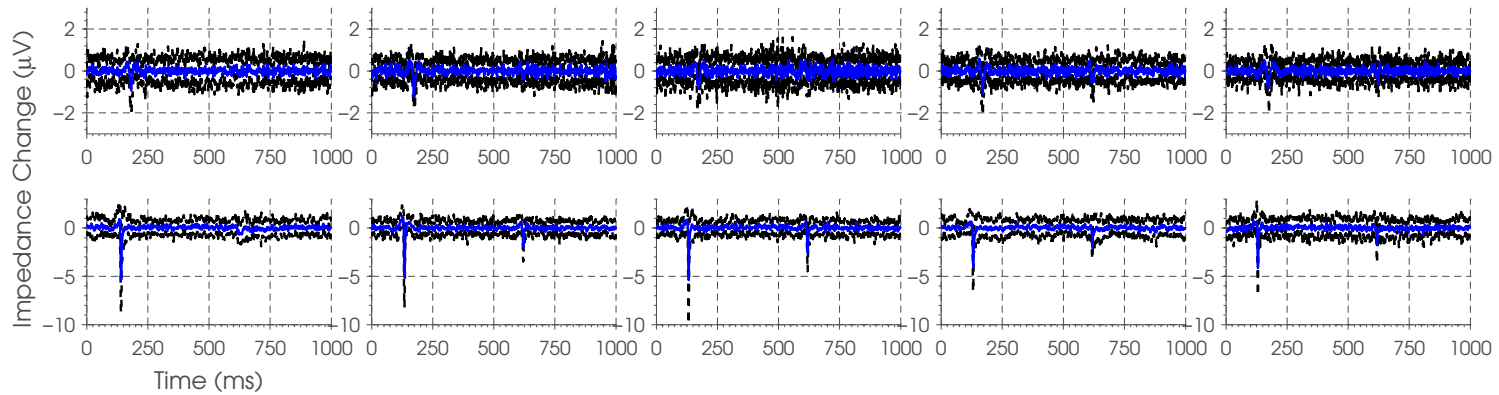 Impedance Change (µV)
2 2 2 2 2
0 0 0 0 0
−2 −2 −2 −2 −2
0 250 500 750 1000 0 250 500 750 1000 0 250 500 750 1000 0 250 500 750 1000 0 250 500 750 1000
0 0 0 0 0
−5 −5 −5 −5 −5
−10 −10 −10 −10 −10
0 250 500 750 1000 0 250 500 750 1000 0 250 500 750 1000 0 250 500 750 1000 0 250 500 750 1000
Time (ms)